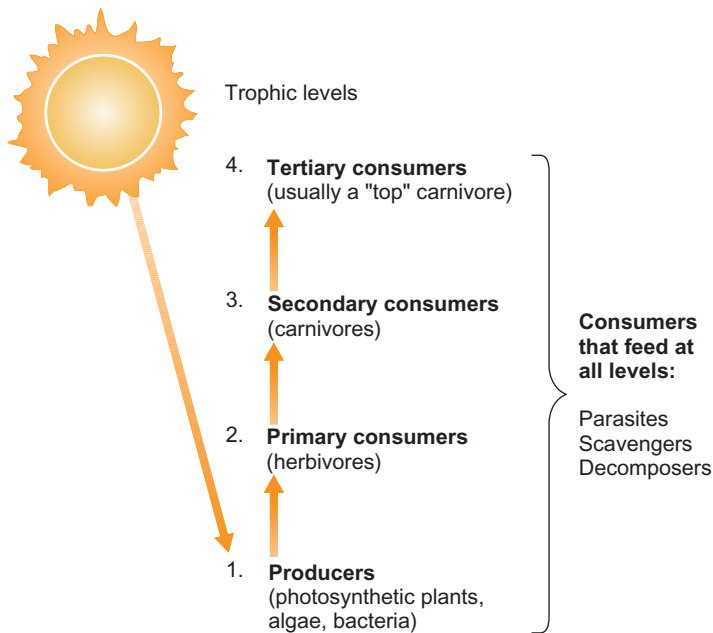 Trophic levels
4. Tertiary consumers
(usually a "top" carnivore)
3. Secondary consumers
(carnivores)
2. Primary consumers
(herbivores)
1. Producers
(photosynthetic plants,
algae, bacteria)
Consumers
that feed at
all levels:
Parasites
Scavengers
Decomposers